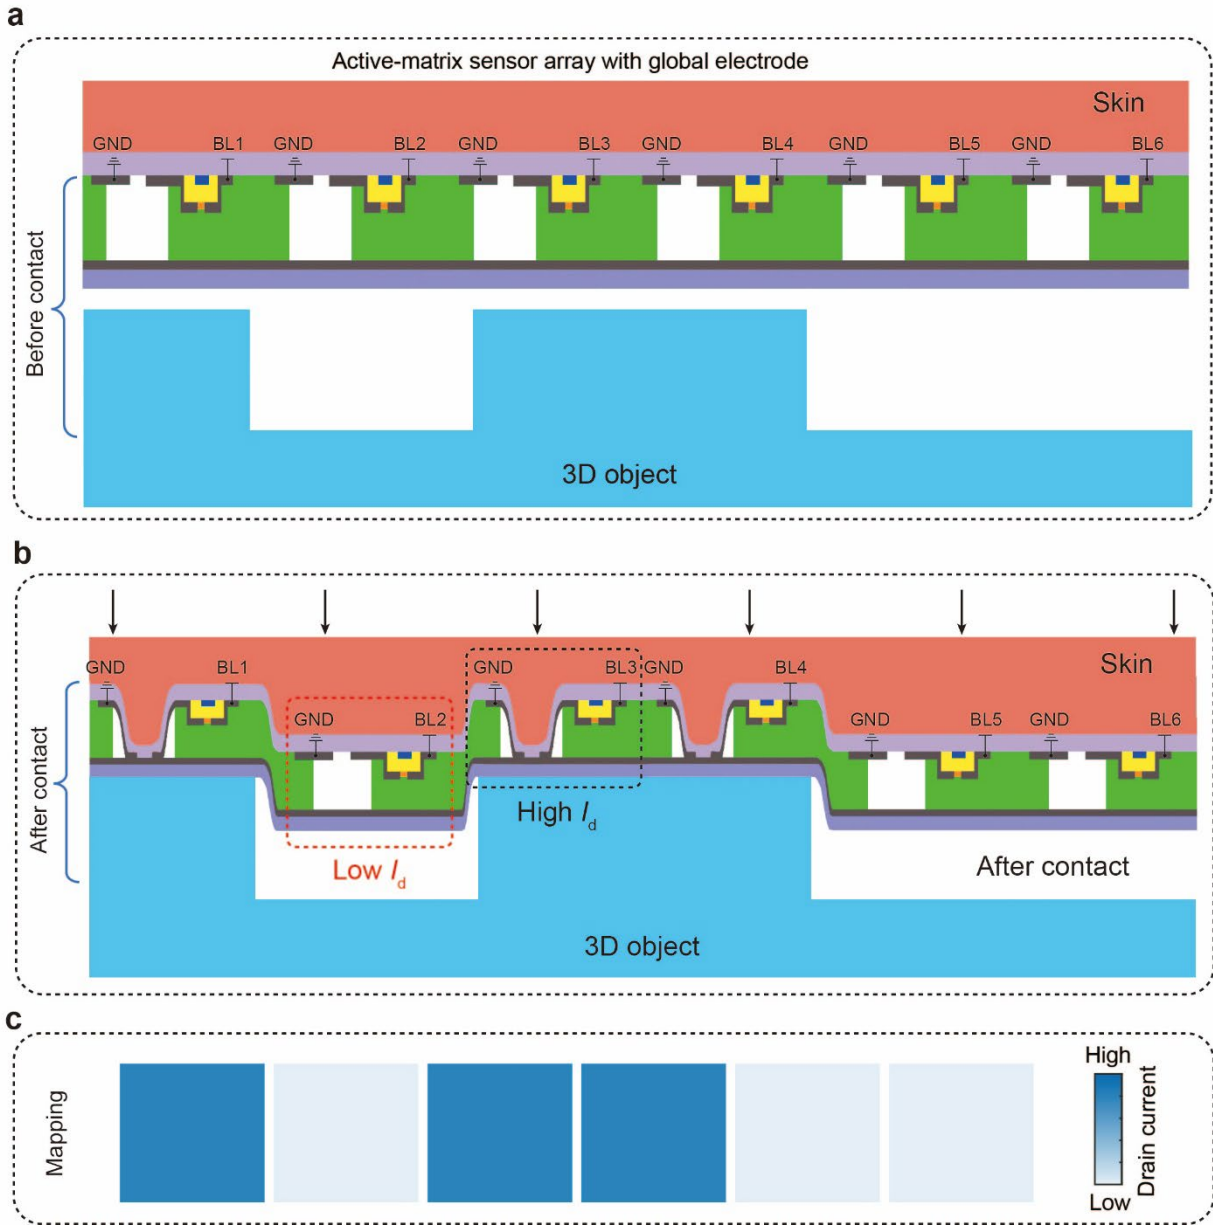 a
Active-matrix sensor array with global electrode
Skin
GND BL1 GND BL2 GND BL3 GND BL4 GND BL5 GND BL6
Before contact
3D object
b
Skin
GND BL1 GND BL3 GND BL4
GND BL2 GND BL5 GND BL6
After contact
High Id
Low Id
After contact
3D object
c
Mapping
High
Drain current
Low